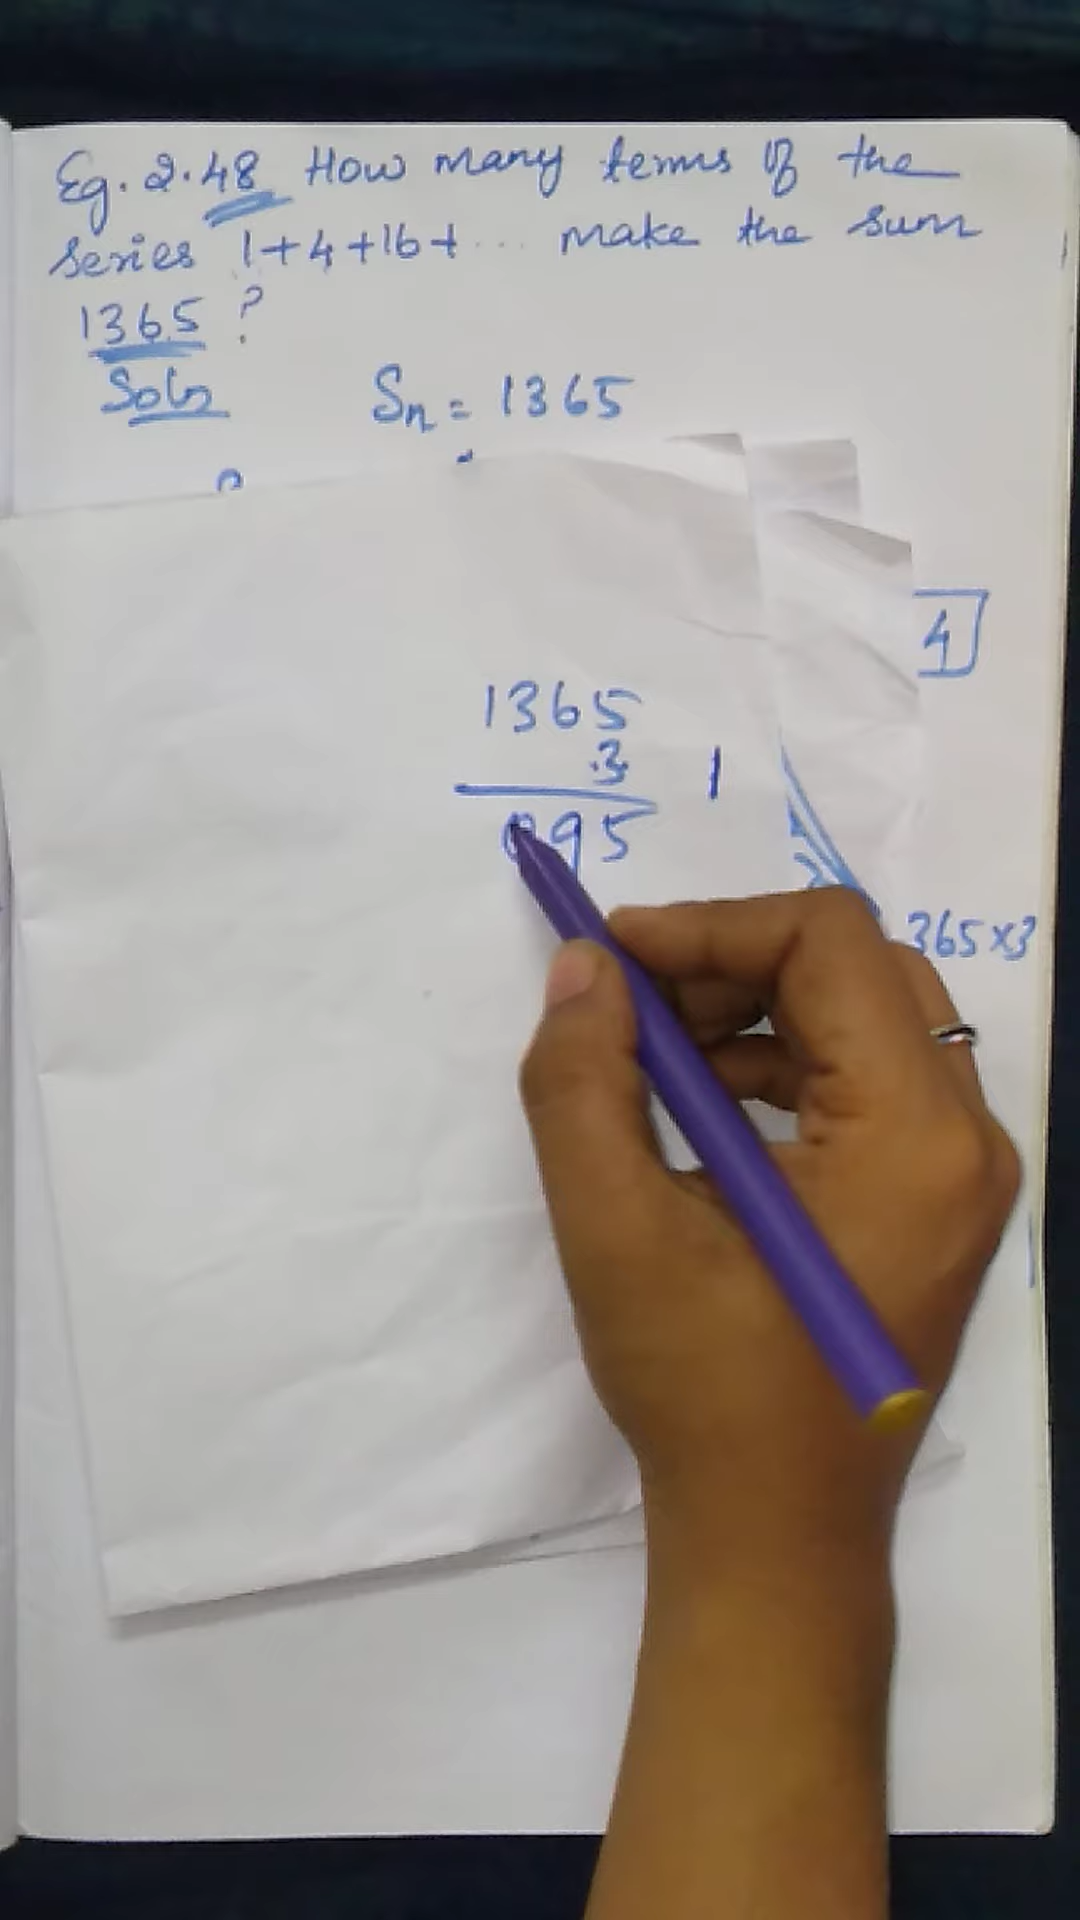 Eg. 2.48 How many terms of the
series 1+4+16+... make the sum
1365 ?
Soln
Sn = 1365
4
1365
3
1
095
365×3